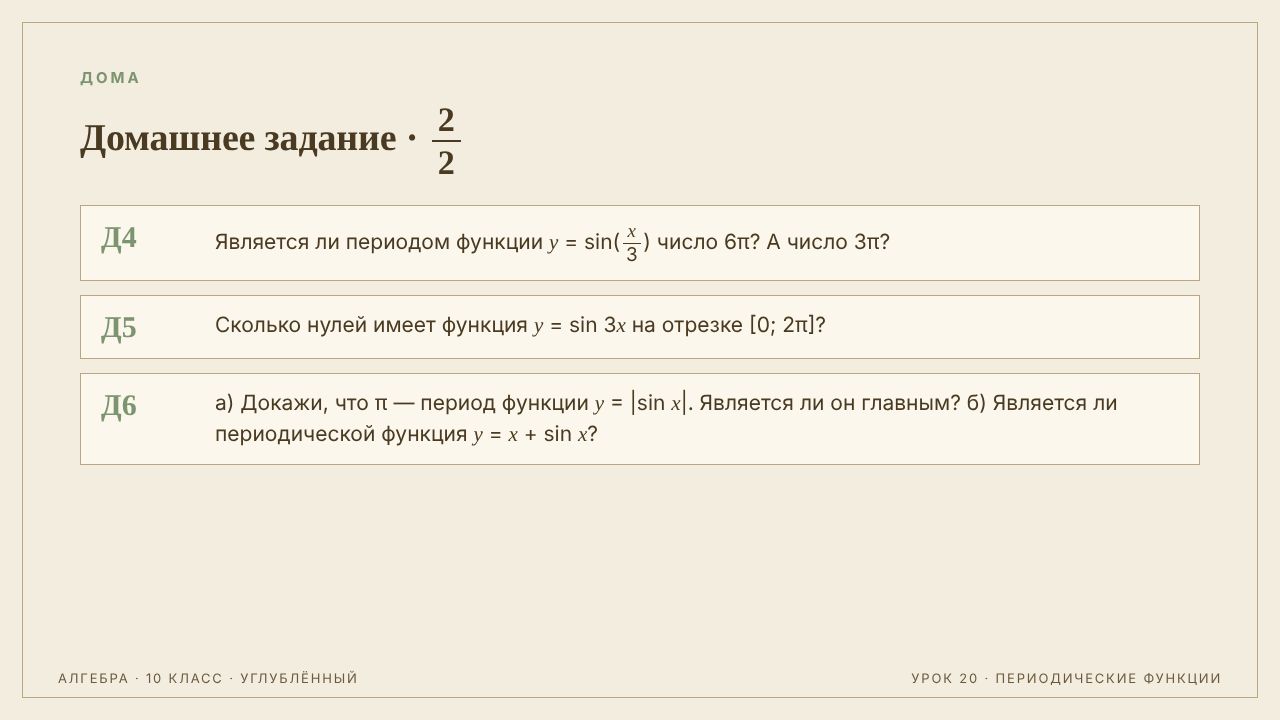 ДОМА
Домашнее задание · 2/2
Д4
Является ли периодом функции y = sin(x/3) число 6π? А число 3π?
Д5
Сколько нулей имеет функция y = sin 3x на отрезке [0; 2π]?
Д6
а) Докажи, что π — период функции y = |sin x|. Является ли он главным? б) Является ли
периодической функция y = x + sin x?
АЛГЕБРА · 10 КЛАСС · УГЛУБЛЁННЫЙ
УРОК 20 · ПЕРИОДИЧЕСКИЕ ФУНКЦИИ